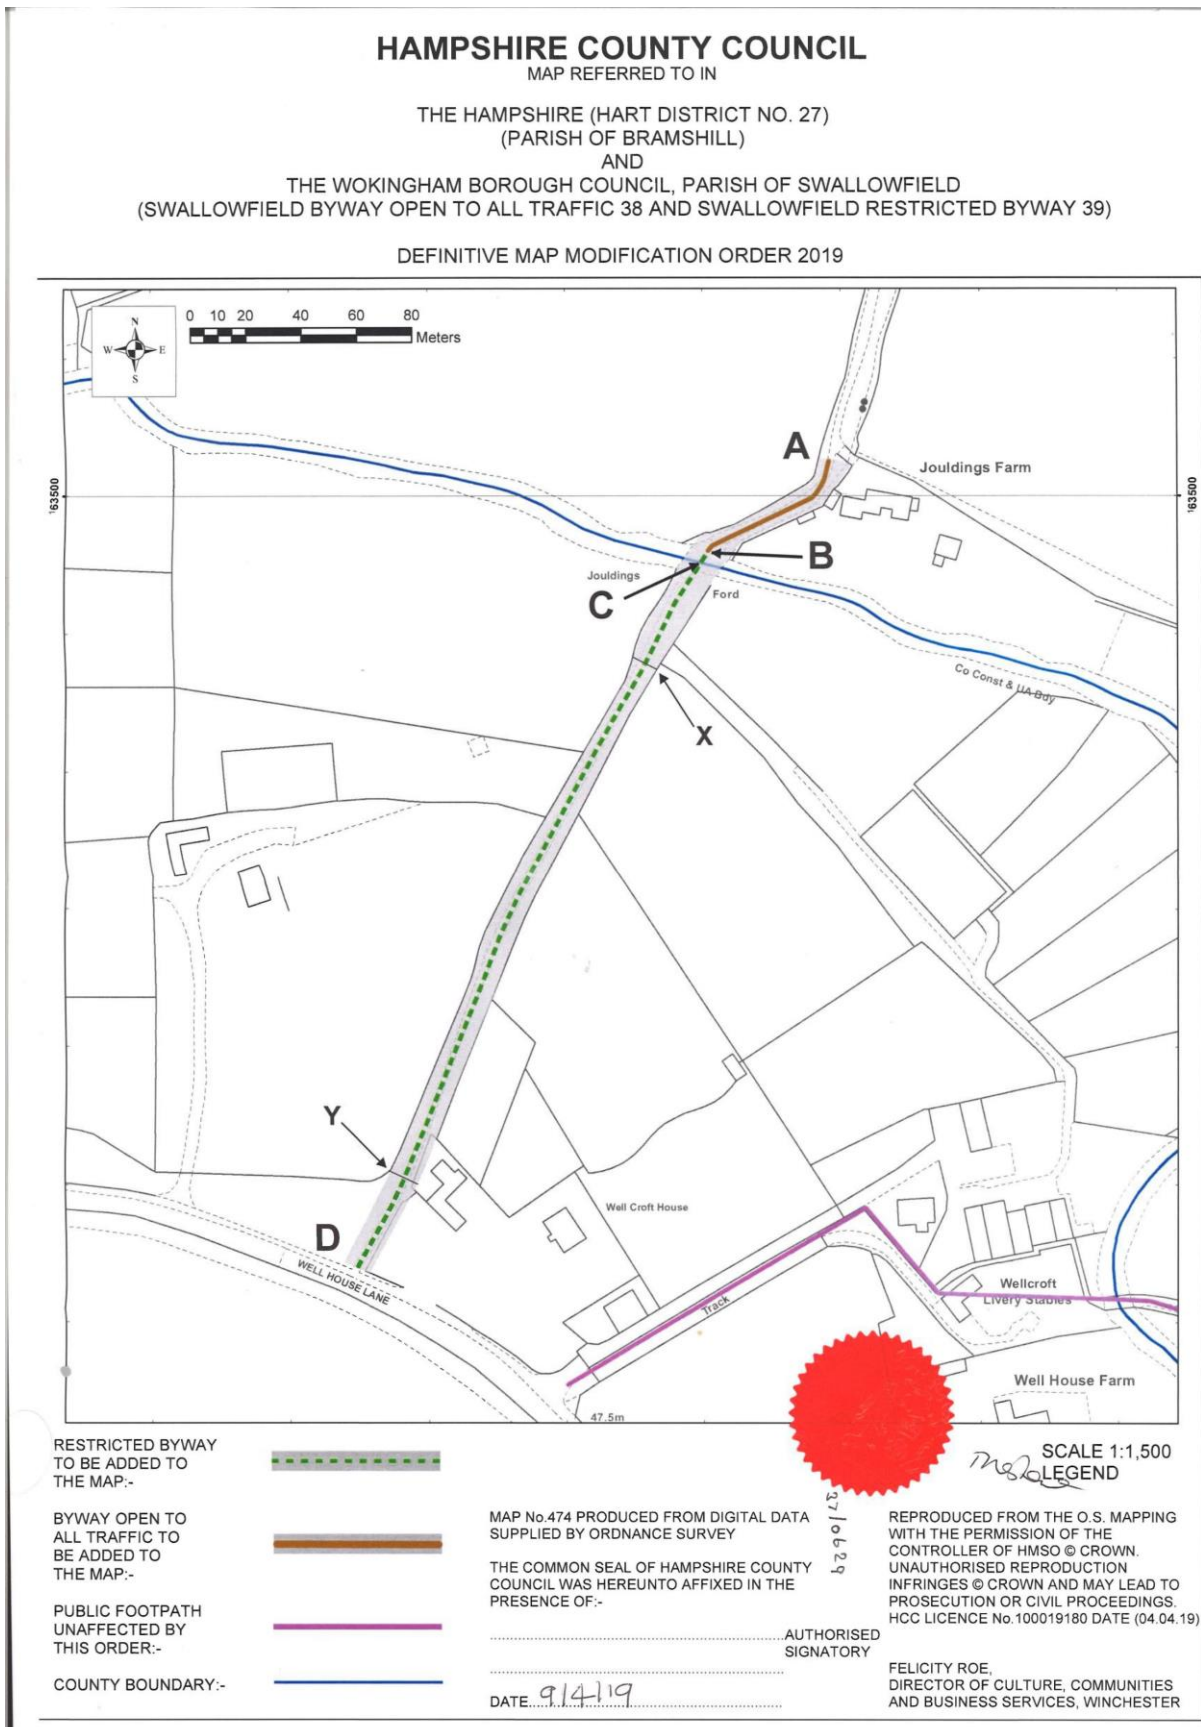 HAMPSHIRE COUNTY COUNCIL
MAP REFERRED TO IN
THE HAMPSHIRE (HART DISTRICT NO. 27)
(PARISH OF BRAMSHILL)
AND
THE WOKINGHAM BOROUGH COUNCIL, PARISH OF SWALLOWFIELD
(SWALLOWFIELD BYWAY OPEN TO ALL TRAFFIC 38 AND SWALLOWFIELD RESTRICTED BYWAY 39)
DEFINITIVE MAP MODIFICATION ORDER 2019
N
W E
S
0 10 20 40 60 80
Meters
A
Jouldings Farm
163500
163500
B
Jouldings
Ford
C
Co Const & UA Bdy
X
Y
Well Croft House
D
WELL HOUSE LANE
Wellcroft
Livery Stables
Track
Well House Farm
47.5m
RESTRICTED BYWAY
TO BE ADDED TO
THE MAP:-
BYWAY OPEN TO
ALL TRAFFIC TO
BE ADDED TO
THE MAP:-
PUBLIC FOOTPATH
UNAFFECTED BY
THIS ORDER:-
COUNTY BOUNDARY:-
MAP No.474 PRODUCED FROM DIGITAL DATA
SUPPLIED BY ORDNANCE SURVEY
THE COMMON SEAL OF HAMPSHIRE COUNTY
COUNCIL WAS HEREUNTO AFFIXED IN THE
PRESENCE OF:-
AUTHORISED
SIGNATORY
DATE 9/4/19
37/0629
SCALE 1:1,500
LEGEND
REPRODUCED FROM THE O.S. MAPPING
WITH THE PERMISSION OF THE
CONTROLLER OF HMSO © CROWN.
UNAUTHORISED REPRODUCTION
INFRINGES © CROWN AND MAY LEAD TO
PROSECUTION OR CIVIL PROCEEDINGS.
HCC LICENCE No.100019180 DATE (04.04.19)
FELICITY ROE,
DIRECTOR OF CULTURE, COMMUNITIES
AND BUSINESS SERVICES, WINCHESTER